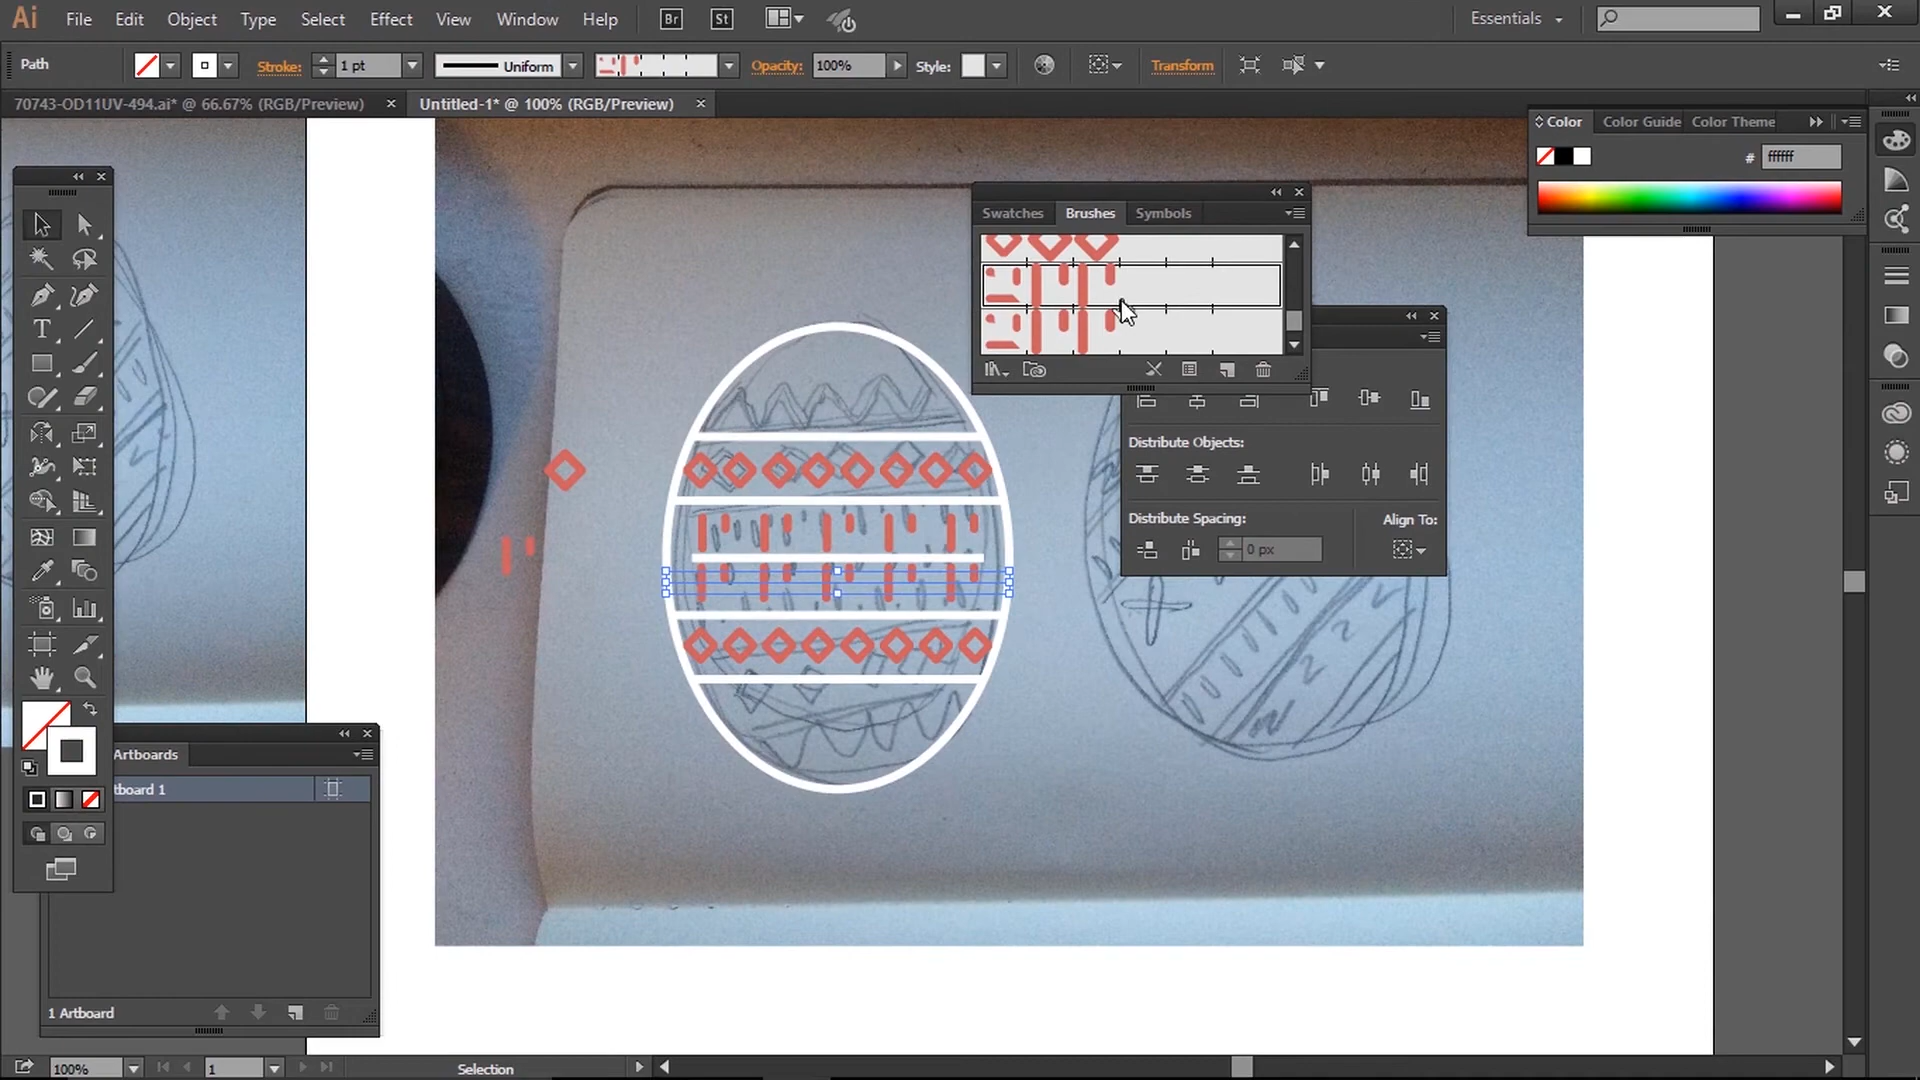 Ai File Edit Object Type Select Effect View Window Help Br St Essentials
Path Stroke: 1 pt Uniform Opacity: 100% Style: Transform
70743-OD11UV-494.ai* @ 66.67% (RGB/Preview) Untitled-1* @ 100% (RGB/Preview)
Color Color Guide Color Theme
# ffffff
Swatches Brushes Symbols
Distribute Objects:
Distribute Spacing: Align To:
0 px
Artboards
tboard 1
1 Artboard
100% 1 Selection